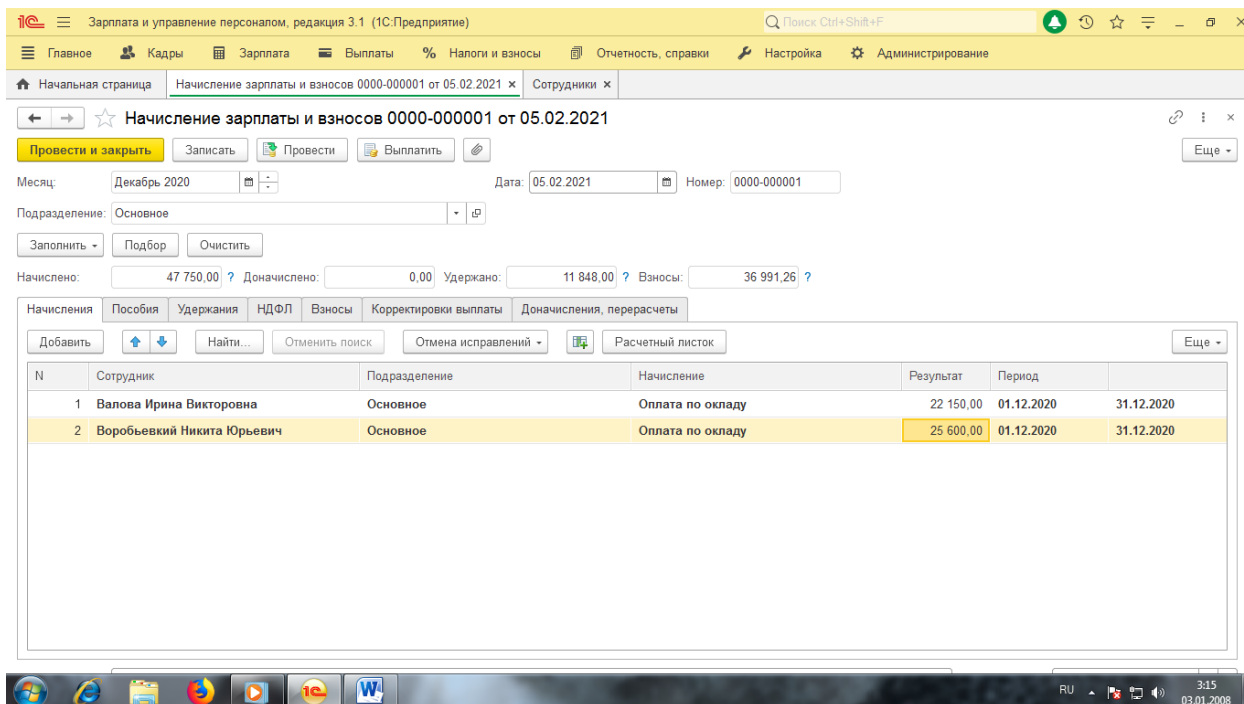 1С Зарплата и управление персоналом, редакция 3.1 (1С:Предприятие) Поиск Ctrl+Shift+F
Главное Кадры Зарплата Выплаты % Налоги и взносы Отчетность, справки Настройка Администрирование
Начальная страница Начисление зарплаты и взносов 0000-000001 от 05.02.2021 × Сотрудники ×
Начисление зарплаты и взносов 0000-000001 от 05.02.2021
Провести и закрыть Записать Провести Выплатить Еще
Месяц: Декабрь 2020 Дата: 05.02.2021 Номер: 0000-000001
Подразделение: Основное
Заполнить Подбор Очистить
Начислено: 47 750,00 ? Доначислено: 0,00 Удержано: 11 848,00 ? Взносы: 36 991,26 ?
Начисления Пособия Удержания НДФЛ Взносы Корректировки выплаты Доначисления, перерасчеты
Добавить Найти... Отменить поиск Отмена исправлений Расчетный листок Еще
N Сотрудник Подразделение Начисление Результат Период
1 Валова Ирина Викторовна Основное Оплата по окладу 22 150,00 01.12.2020 31.12.2020
2 Воробьевкий Никита Юрьевич Основное Оплата по окладу 25 600,00 01.12.2020 31.12.2020
RU 3:15
03.01.2008